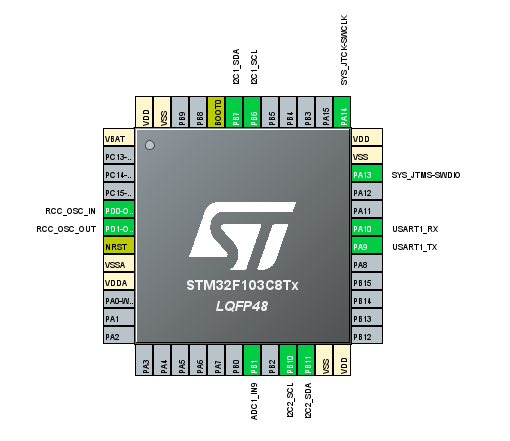 I2C1_SDA
I2C1_SCL
SYS_JTCK-SWCLK
VDD
VSS
PB9
PB8
BOOT0
PB7
PB6
PB5
PB4
PB3
PA15
PA14
VBAT
PC13-..
PC14-..
PC15-..
RCC_OSC_IN PD0-O..
RCC_OSC_OUT PD1-O..
NRST
VSSA
VDDA
PA0-W..
PA1
PA2
STM32F103C8Tx
LQFP48
VDD
VSS
PA13 SYS_JTMS-SWDIO
PA12
PA11
PA10 USART1_RX
PA9 USART1_TX
PA8
PB15
PB14
PB13
PB12
PA3
PA4
PA5
PA6
PA7
PB0
PB1
PB2
PB10
PB11
VSS
VDD
ADC1_IN9
I2C2_SCL
I2C2_SDA